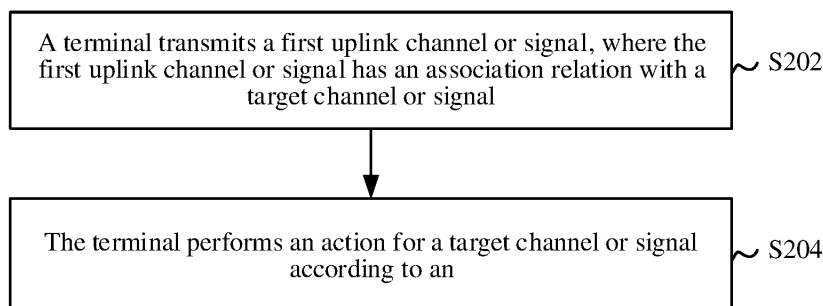 A terminal transmits a first uplink channel or signal, where the
first uplink channel or signal has an association relation with a
target channel or signal
S202
The terminal performs an action for a target channel or signal
according to an
S204